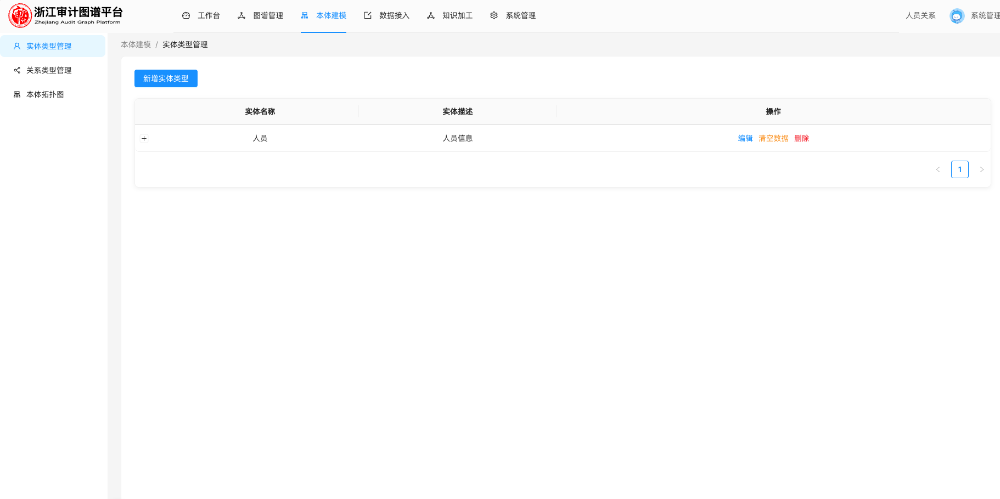 浙江审计图谱平台
Zhejiang Audit Graph Platform
工作台 图谱管理 本体建模 数据接入 知识加工 系统管理
人员关系 系统管理
实体类型管理
关系类型管理
本体拓扑图
本体建模 / 实体类型管理
新增实体类型
实体名称 实体描述 操作
人员 人员信息 编辑 清空数据 删除
1